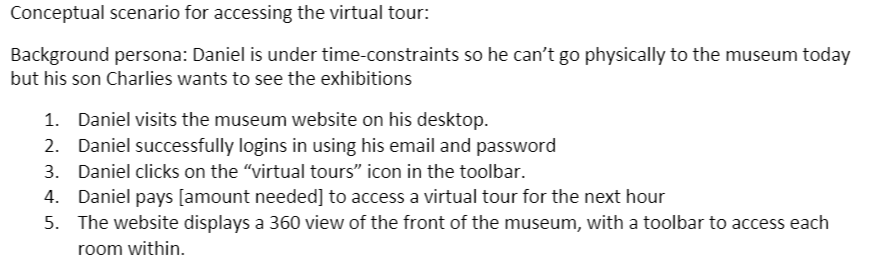 Conceptual scenario for accessing the virtual tour:
Background persona: Daniel is under time-constraints so he can’t go physically to the museum today
but his son Charlies wants to see the exhibitions
1. Daniel visits the museum website on his desktop.
2. Daniel successfully logins in using his email and password
3. Daniel clicks on the “virtual tours” icon in the toolbar.
4. Daniel pays [amount needed] to access a virtual tour for the next hour
5. The website displays a 360 view of the front of the museum, with a toolbar to access each
room within.